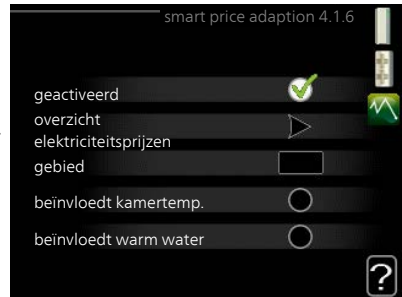 smart price adaption 4.1.6
geactiveerd
overzicht
elektriciteitsprijzen
gebied
beïnvloedt kamertemp.
beïnvloedt warm water
?